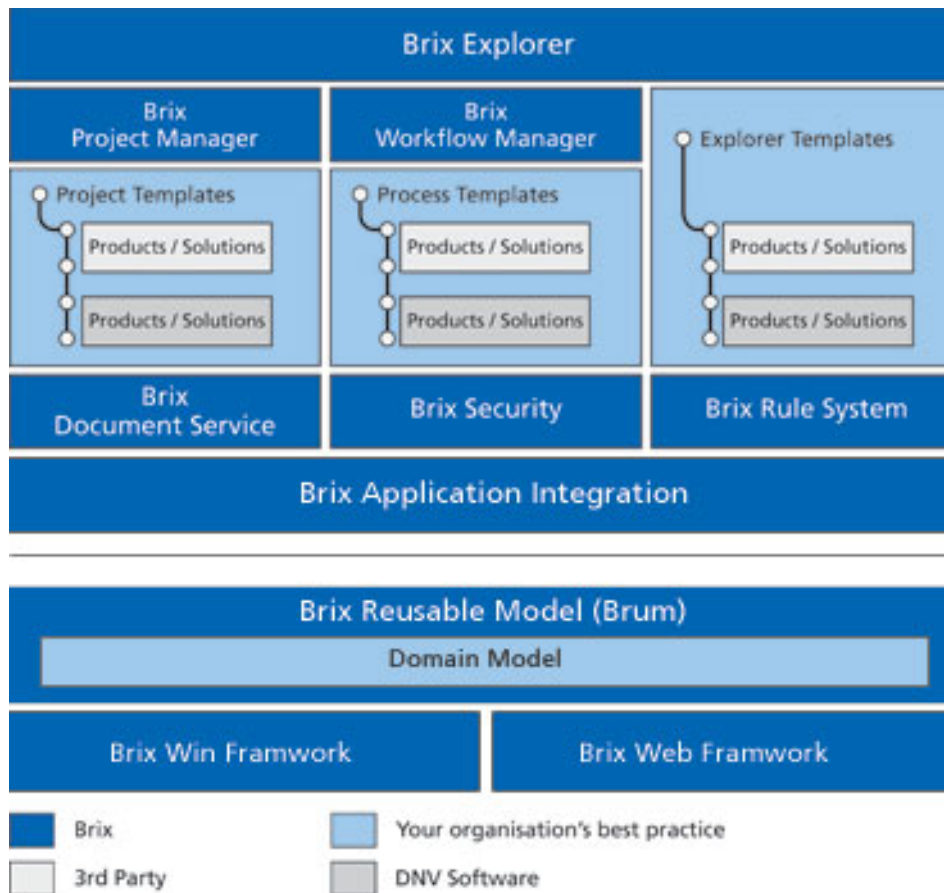 Brix Explorer
Brix
Project Manager
Brix
Workflow Manager
Explorer Templates
Project Templates
Process Templates
Products / Solutions
Products / Solutions
Products / Solutions
Products / Solutions
Products / Solutions
Products / Solutions
Brix
Document Service
Brix Security
Brix Rule System
Brix Application Integration
Brix Reusable Model (Brum)
Domain Model
Brix Win Framwork
Brix Web Framwork
Brix
Your organisation's best practice
3rd Party
DNV Software